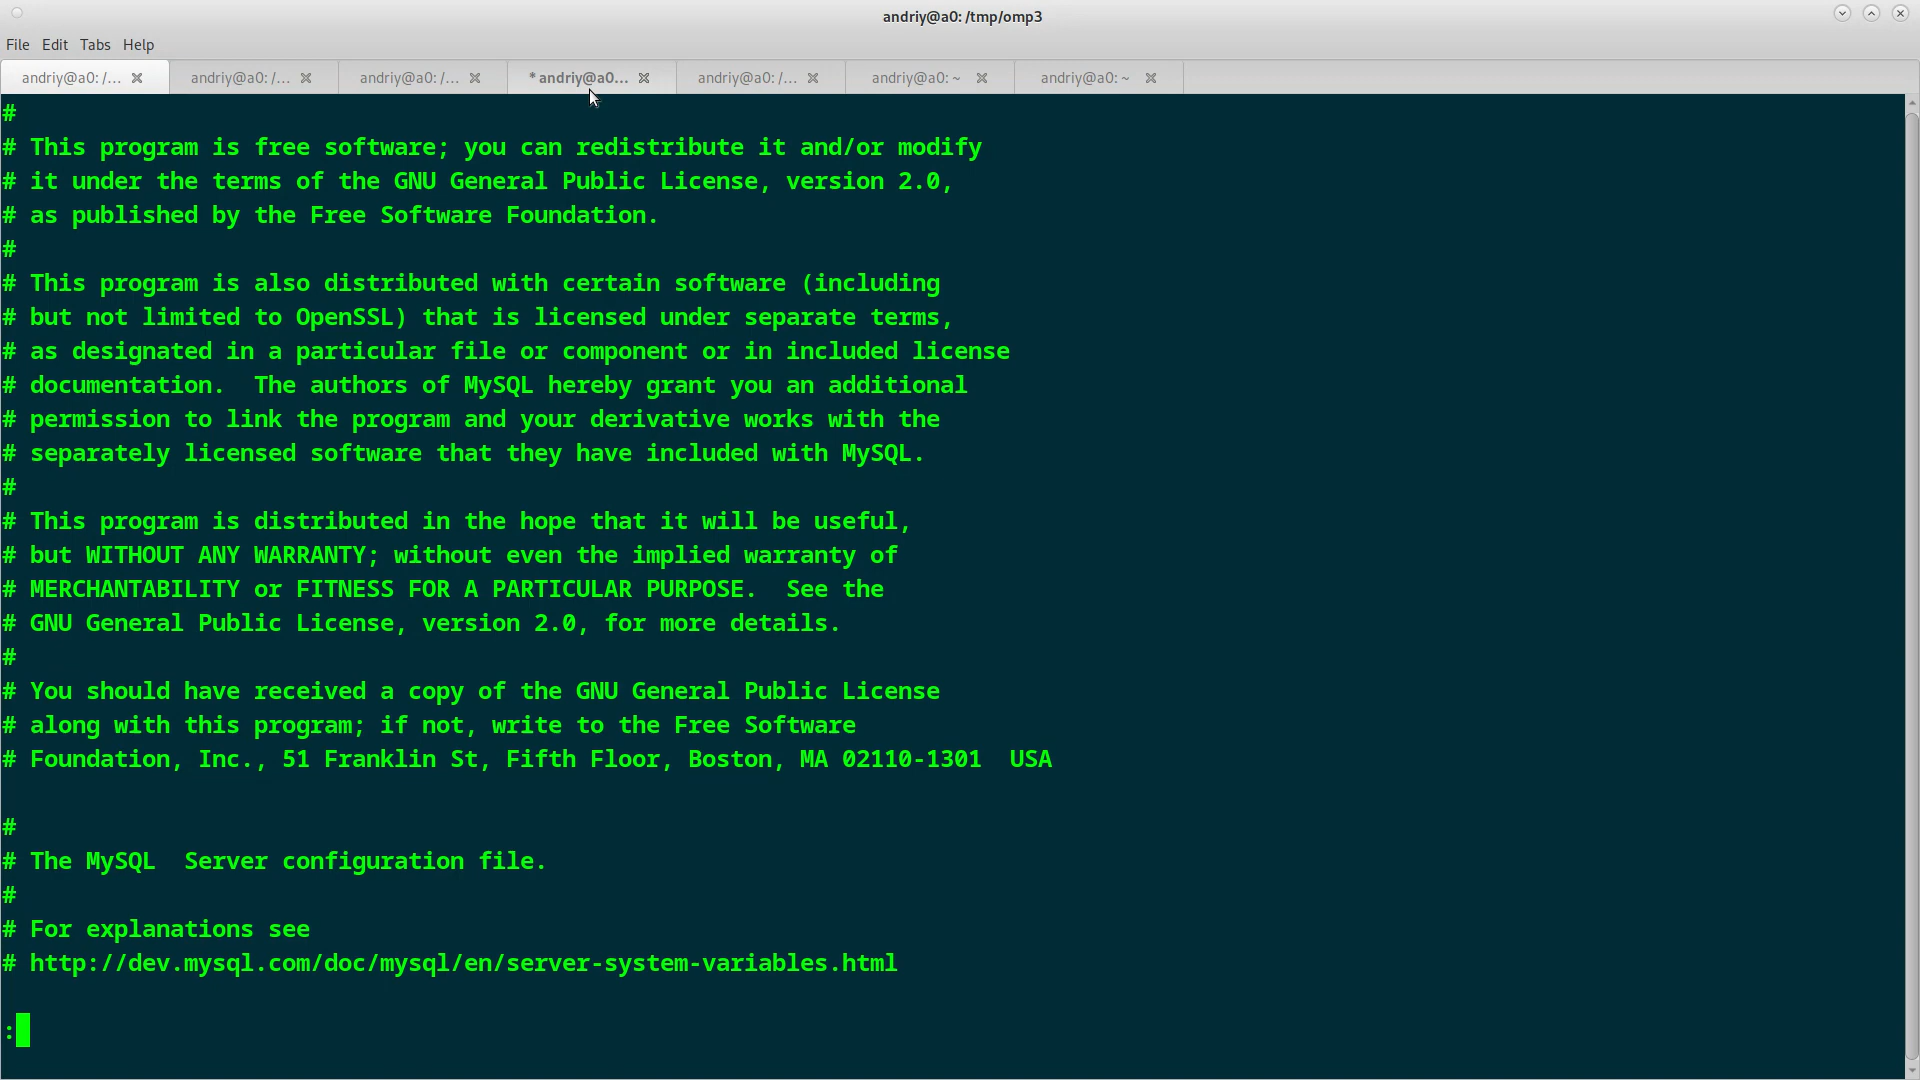 andriy@a0: /tmp/omp3
File Edit Tabs Help
andriy@a0: /... andriy@a0: /... andriy@a0: /... * andriy@a0... andriy@a0: /... andriy@a0: ~ andriy@a0: ~
#
# This program is free software; you can redistribute it and/or modify
# it under the terms of the GNU General Public License, version 2.0,
# as published by the Free Software Foundation.
#
# This program is also distributed with certain software (including
# but not limited to OpenSSL) that is licensed under separate terms,
# as designated in a particular file or component or in included license
# documentation.  The authors of MySQL hereby grant you an additional
# permission to link the program and your derivative works with the
# separately licensed software that they have included with MySQL.
#
# This program is distributed in the hope that it will be useful,
# but WITHOUT ANY WARRANTY; without even the implied warranty of
# MERCHANTABILITY or FITNESS FOR A PARTICULAR PURPOSE.  See the
# GNU General Public License, version 2.0, for more details.
#
# You should have received a copy of the GNU General Public License
# along with this program; if not, write to the Free Software
# Foundation, Inc., 51 Franklin St, Fifth Floor, Boston, MA 02110-1301  USA
#
# The MySQL  Server configuration file.
#
# For explanations see
# http://dev.mysql.com/doc/mysql/en/server-system-variables.html
: